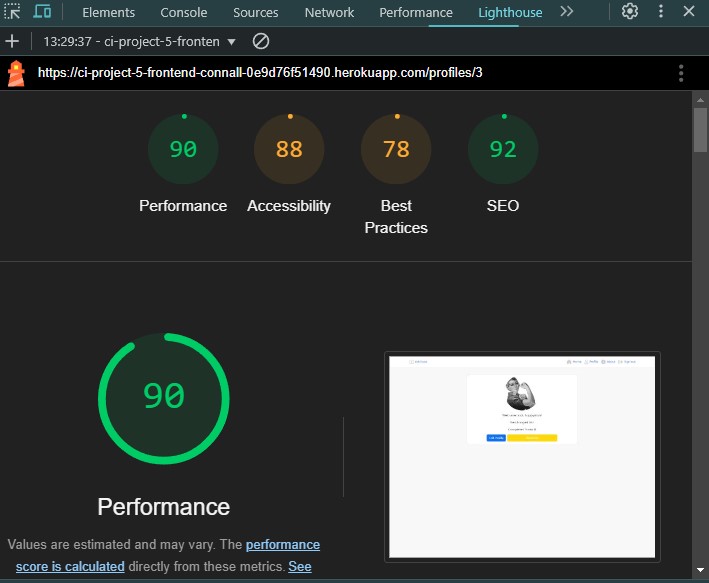 Elements Console Sources Network Performance Lighthouse
13:29:37 - ci-project-5-fronten
https://ci-project-5-frontend-connall-0e9d76f51490.herokuapp.com/profiles/3
90 88 78 92
Performance Accessibility Best Practices SEO
90
Performance
Values are estimated and may vary. The performance
score is calculated directly from these metrics. See